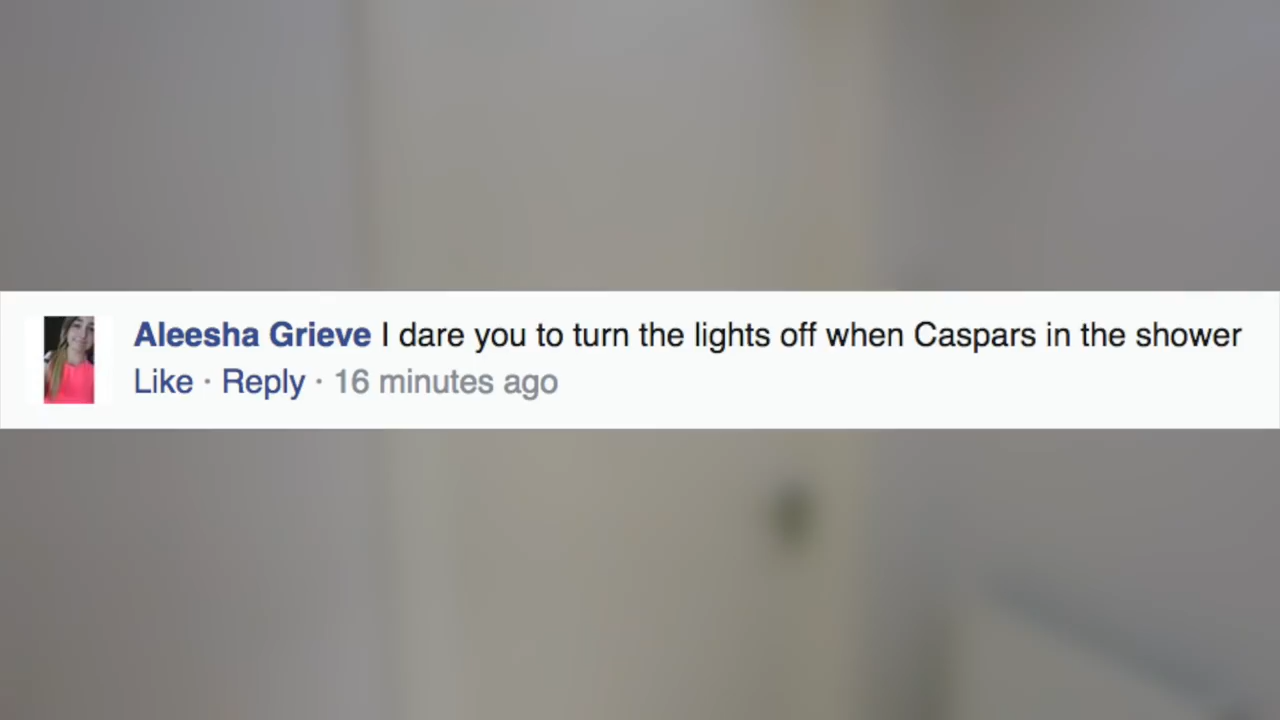 Aleesha Grieve I dare you to turn the lights off when Caspars in the shower
Like · Reply · 16 minutes ago